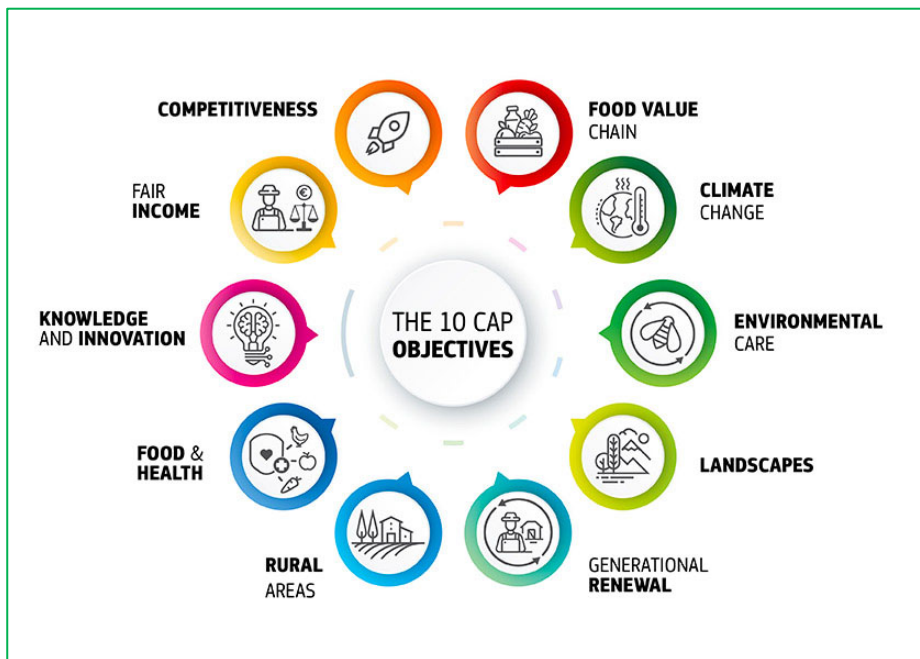 THE 10 CAP
OBJECTIVES
COMPETITIVENESS
FOOD VALUE
CHAIN
CLIMATE
CHANGE
ENVIRONMENTAL
CARE
LANDSCAPES
GENERATIONAL
RENEWAL
RURAL
AREAS
FOOD &
HEALTH
KNOWLEDGE
AND INNOVATION
FAIR
INCOME
€